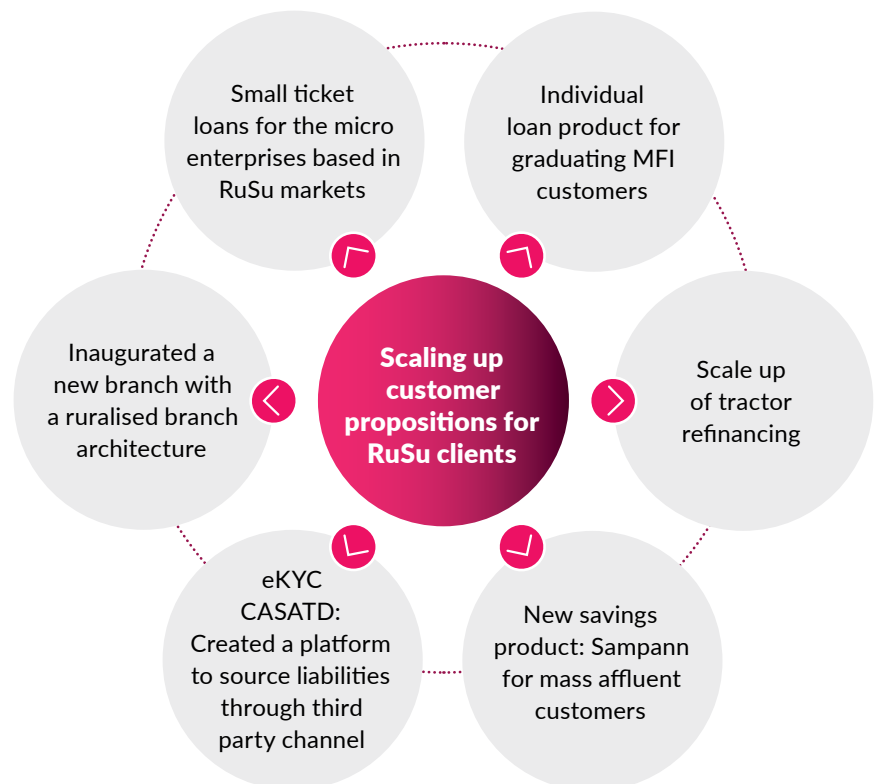 Small ticket
loans for the micro
enterprises based in
RuSu markets
Individual
loan product for
graduating MFI
customers
Inaugurated a
new branch with
a ruralised branch
architecture
Scaling up
customer
propositions for
RuSu clients
Scale up
of tractor
refinancing
eKYC
CASATD:
Created a platform
to source liabilities
through third
party channel
New savings
product: Sampann
for mass affluent
customers